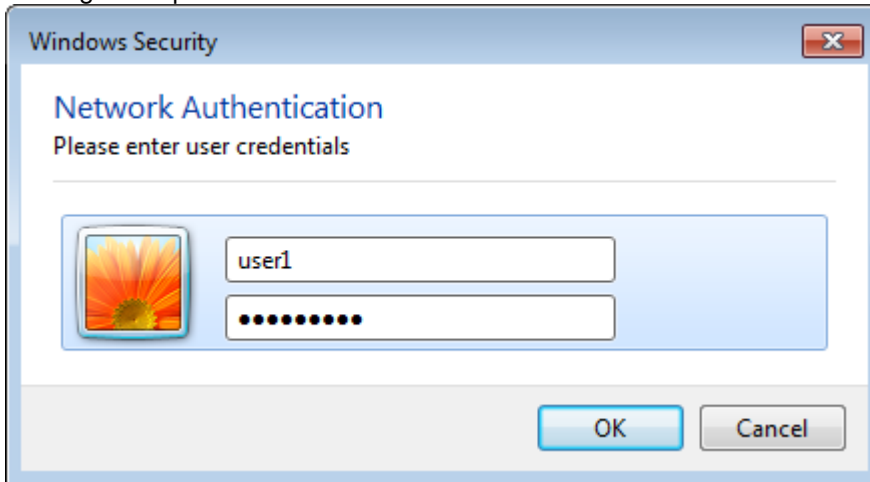 Windows Security
Network Authentication
Please enter user credentials
user1
●●●●●●●●●
OK
Cancel